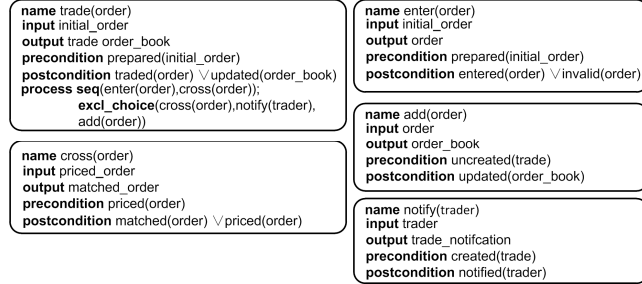 name trade(order)
input initial_order
output trade order_book
precondition prepared(initial_order)
postcondition traded(order) ∨updated(order_book)
process seq(enter(order),cross(order));
excl_choice(cross(order),notify(trader),
add(order))
name cross(order)
input priced_order
output matched_order
precondition priced(order)
postcondition matched(order) ∨priced(order)
name enter(order)
input initial_order
output order
precondition prepared(initial_order)
postcondition entered(order) ∨invalid(order)
name add(order)
input order
output order_book
precondition uncreated(trade)
postcondition updated(order_book)
name notify(trader)
input trader
output trade_notifcation
precondition created(trade)
postcondition notified(trader)